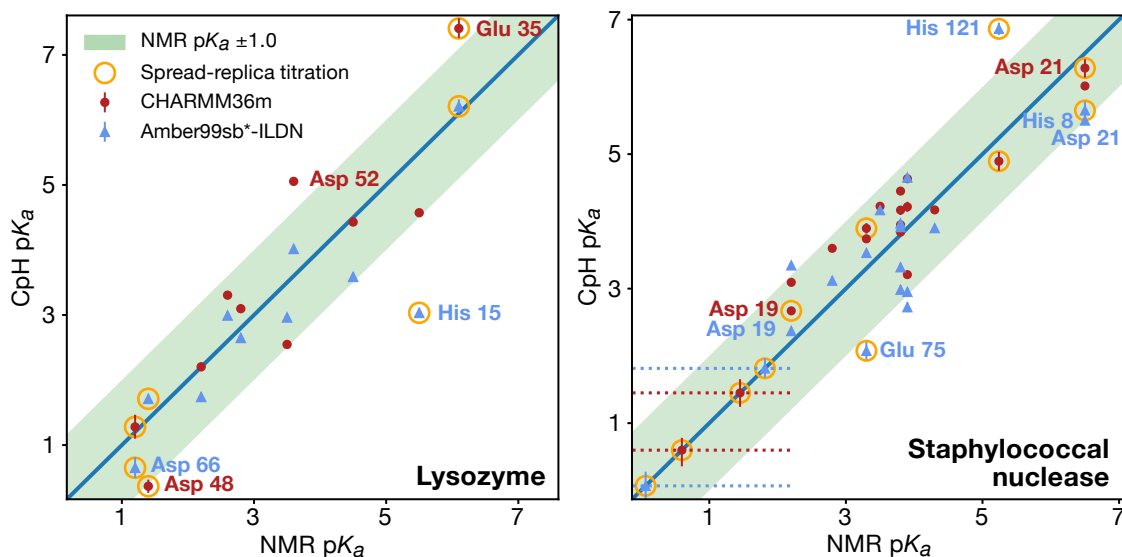 NMR pKa ±1.0
Spread-replica titration
CHARMM36m
Amber99sb*-ILDN
Glu 35
Asp 52
His 15
Asp 66
Asp 48
Lysozyme
7
5
3
1
CpH pKa
1
3
5
7
NMR pKa
His 121
Asp 21
His 8
Asp 21
Asp 19
Asp 19
Glu 75
Staphylococcal
nuclease
7
5
3
1
CpH pKa
1
3
5
7
NMR pKa